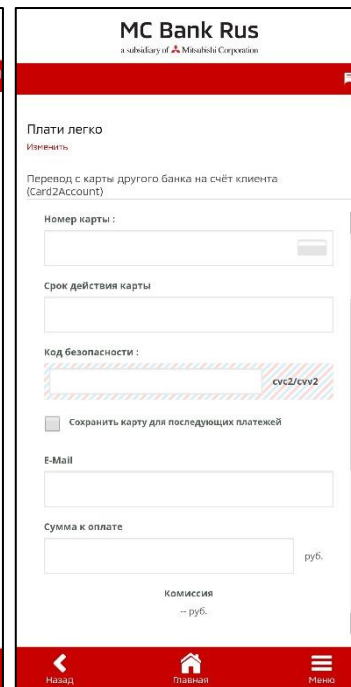 MC Bank Rus
a subsidiary of Mitsubishi Corporation
Плати легко
Изменить
Перевод с карты другого банка на счёт клиента
(Card2Account)
Номер карты :
Срок действия карты
Код безопасности :
cvc2/cvv2
Сохранить карту для последующих платежей
E-Mail
Сумма к оплате
руб.
Комиссия
-- руб.
Назад Главная Меню